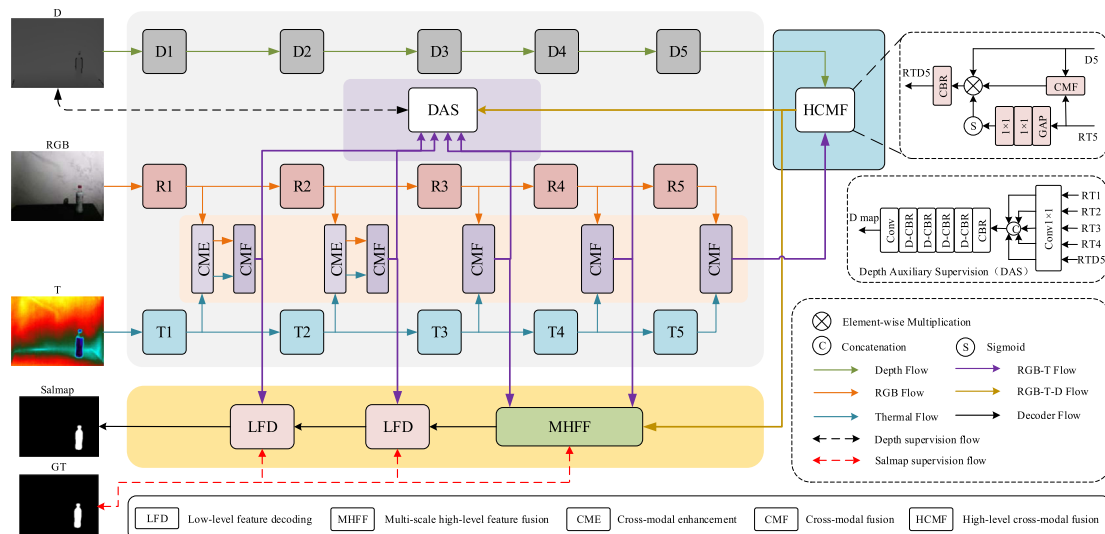 D
D1
D2
D3
D4
D5
DAS
HCMF
D5
RTD5
CBR
CMF
S
1×1
1×1
GAP
RT5
RGB
R1
R2
R3
R4
R5
CME
CMF
CME
CMF
CMF
CMF
CMF
D map
Conv
D-CBR
D-CBR
D-CBR
D-CBR
CBR
C
Conv1×1
RT1
RT2
RT3
RT4
RTD5
Depth Auxiliary Supervision（DAS）
T
T1
T2
T3
T4
T5
Element-wise Multiplication
C Concatenation
S Sigmoid
Depth Flow
RGB-T Flow
RGB Flow
RGB-T-D Flow
Thermal Flow
Decoder Flow
Depth supervision flow
Salmap supervision flow
Salmap
LFD
LFD
MHFF
GT
LFD Low-level feature decoding
MHFF Multi-scale high-level feature fusion
CME Cross-modal enhancement
CMF Cross-modal fusion
HCMF High-level cross-modal fusion